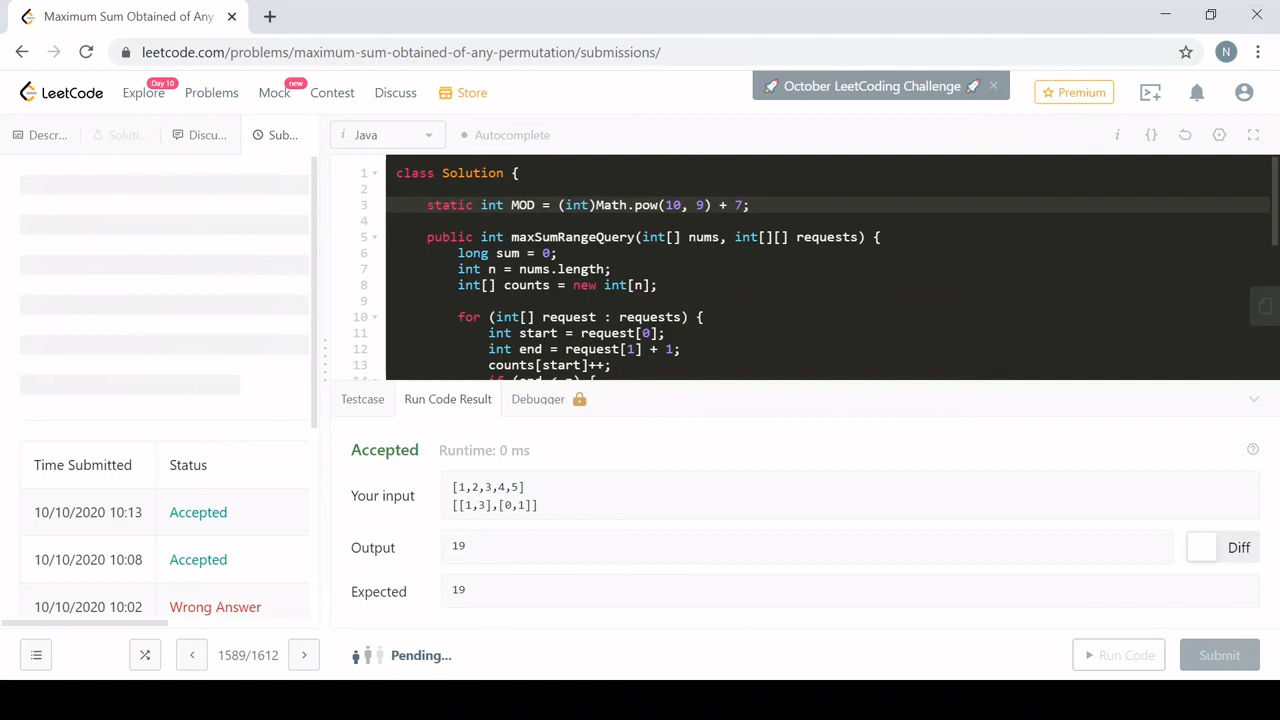 Maximum Sum Obtained of Any
leetcode.com/problems/maximum-sum-obtained-of-any-permutation/submissions/
N
LeetCode
Explore
Day 10
Problems
Mock
new
Contest
Discuss
Store
🚀 October LeetCoding Challenge 🚀
Premium
Descr...
Soluti...
Discu...
Sub...
i Java
Autocomplete
i {}
1 class Solution {
2
3 static int MOD = (int)Math.pow(10, 9) + 7;
4
5 public int maxSumRangeQuery(int[] nums, int[][] requests) {
6 long sum = 0;
7 int n = nums.length;
8 int[] counts = new int[n];
9
10 for (int[] request : requests) {
11 int start = request[0];
12 int end = request[1] + 1;
13 counts[start]++;
14 if (end < n) {
Testcase
Run Code Result
Debugger
Accepted
Runtime: 0 ms
Your input
[1,2,3,4,5]
[[1,3],[0,1]]
Output
19
Diff
Expected
19
Time Submitted
Status
10/10/2020 10:13
Accepted
10/10/2020 10:08
Accepted
10/10/2020 10:02
Wrong Answer
1589/1612
Pending...
Run Code
Submit